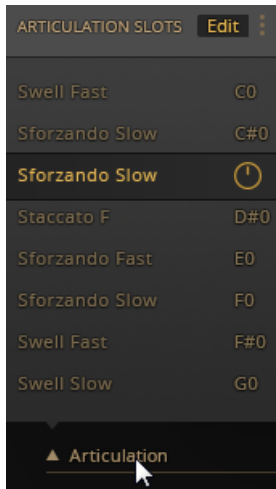 ARTICULATION SLOTS Edit
Swell Fast C0
Sforzando Slow C#0
Sforzando Slow
Staccato F D#0
Sforzando Fast E0
Sforzando Slow F0
Swell Fast F#0
Swell Slow G0
▲ Articulation